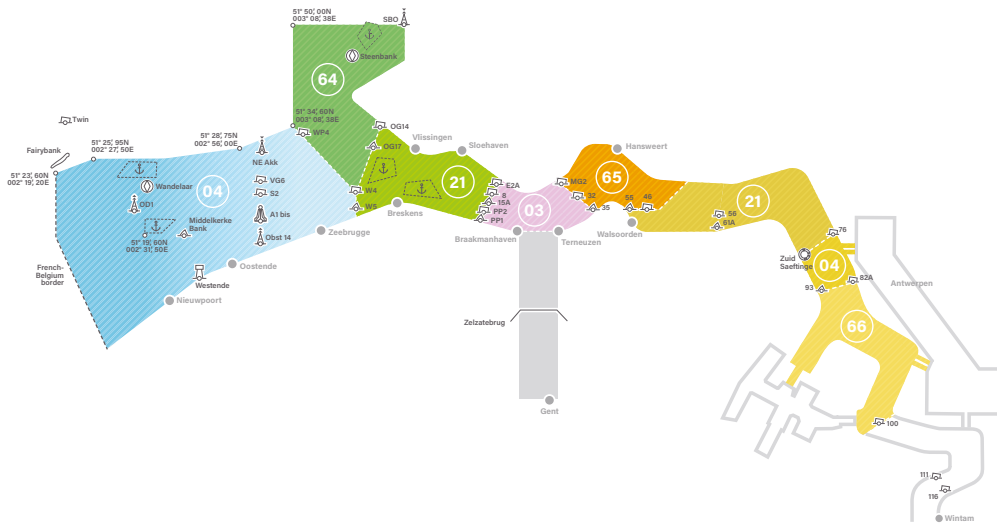 51° 50', 00N
003° 08', 38E
SBO
Steenbank
64
Twin
51° 34', 60N
003° 08', 38E
WP4
OG14
51° 25', 95N
002° 27', 50E
51° 28', 75N
002° 56', 00E
Fairybank
NE Akk
OG17
Vlissingen
Sloehaven
Hansweert
51° 23', 60N
002° 19', 20E
Wandelaar
04
VG6
S2
W4
21
E2A
8
15A
PP2
PP1
MG2
65
32
35
55
46
21
OD1
Middelkerke
Bank
A1 bis
W5
Breskens
03
Walsoorden
56
61A
76
51° 19', 60N
002° 31', 50E
Obst 14
Zeebrugge
Braakmanhaven
Terneuzen
Zuid
Saeftinge
04
French-
Belgium
border
Oostende
Westende
82A
93
Antwerpen
Nieuwpoort
Zelzatebrug
66
Gent
100
111
116
Wintam